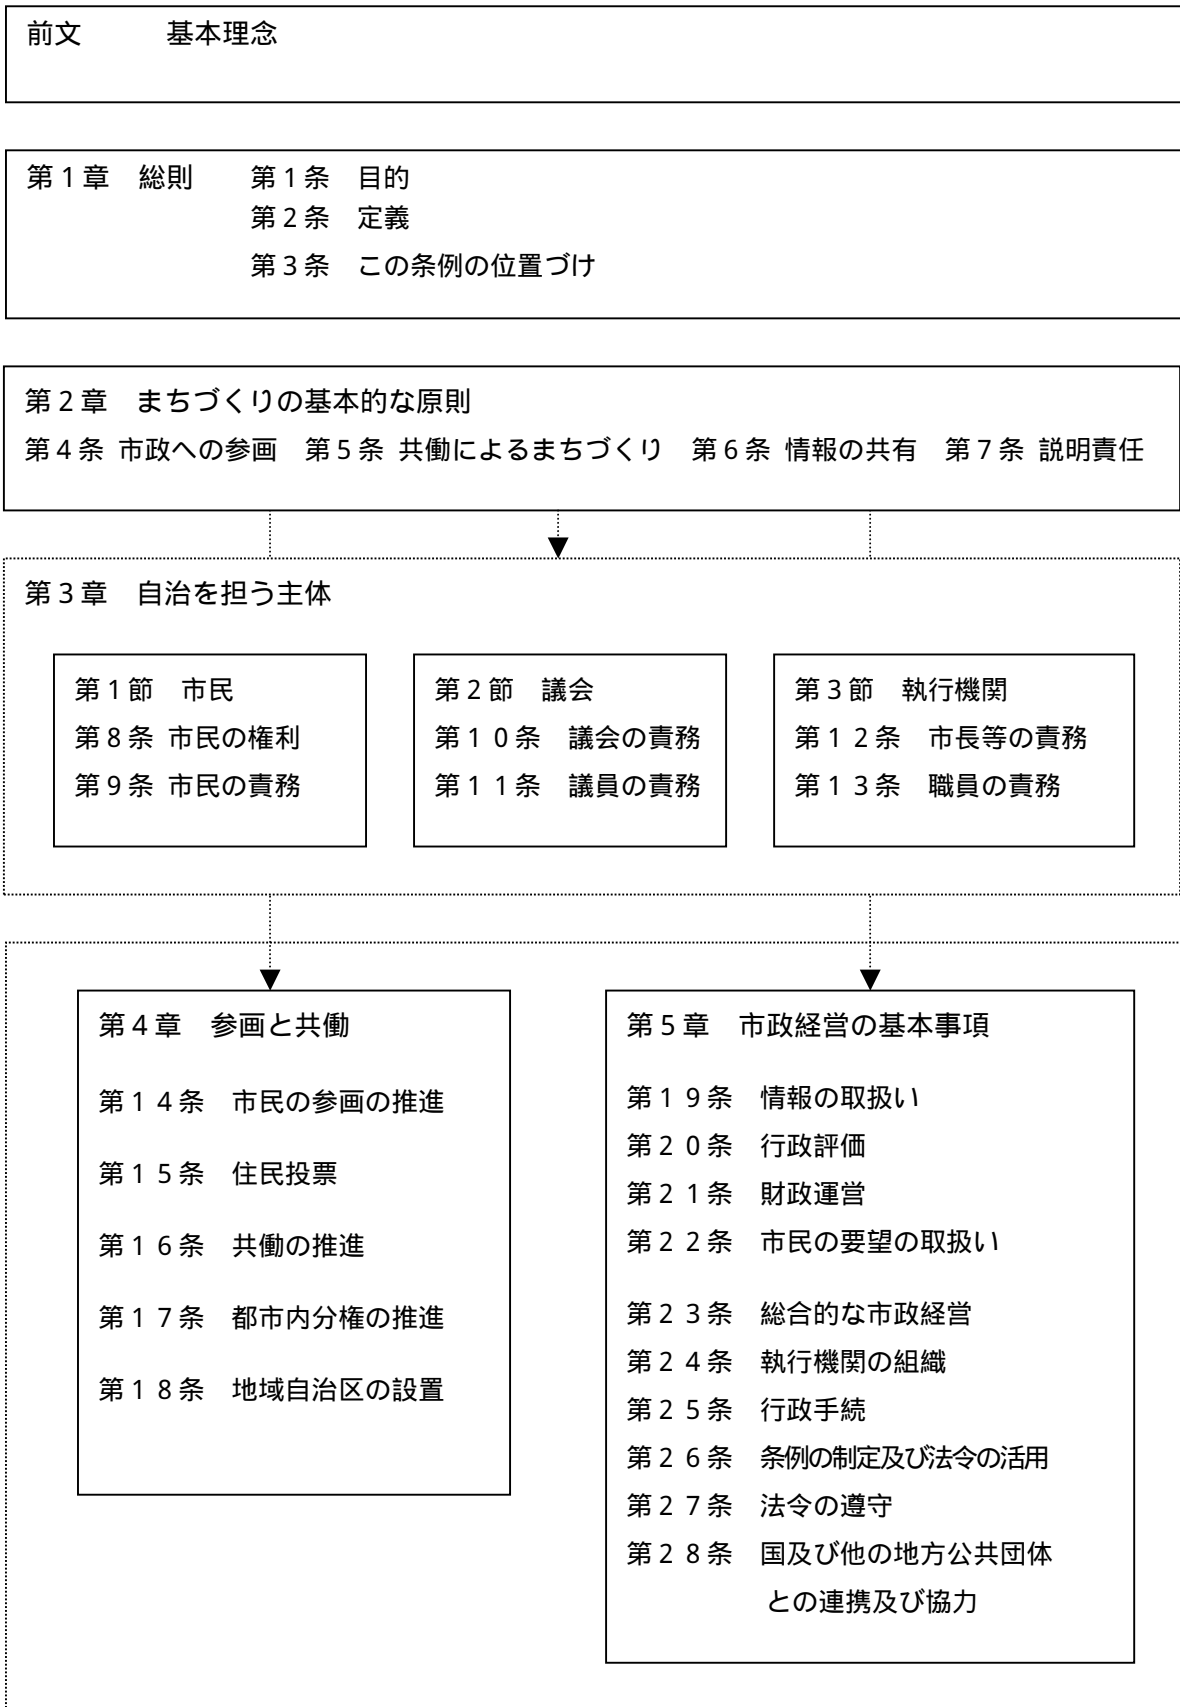 前文　　　基本理念
第1章　総則　　第1条　目的
第2条　定義
第3条　この条例の位置づけ
第2章　まちづくりの基本的な原則
第4条 市政への参画　第5条 共働によるまちづくり　第6条 情報の共有　第7条 説明責任
第3章　自治を担う主体
第1節　市民
第8条 市民の権利
第9条 市民の責務
第2節　議会
第10条　議会の責務
第11条　議員の責務
第3節　執行機関
第12条　市長等の責務
第13条　職員の責務
第4章　参画と共働
第14条　市民の参画の推進
第15条　住民投票
第16条　共働の推進
第17条　都市内分権の推進
第18条　地域自治区の設置
第5章　市政経営の基本事項
第19条　情報の取扱い
第20条　行政評価
第21条　財政運営
第22条　市民の要望の取扱い
第23条　総合的な市政経営
第24条　執行機関の組織
第25条　行政手続
第26条　条例の制定及び法令の活用
第27条　法令の遵守
第28条　国及び他の地方公共団体
との連携及び協力